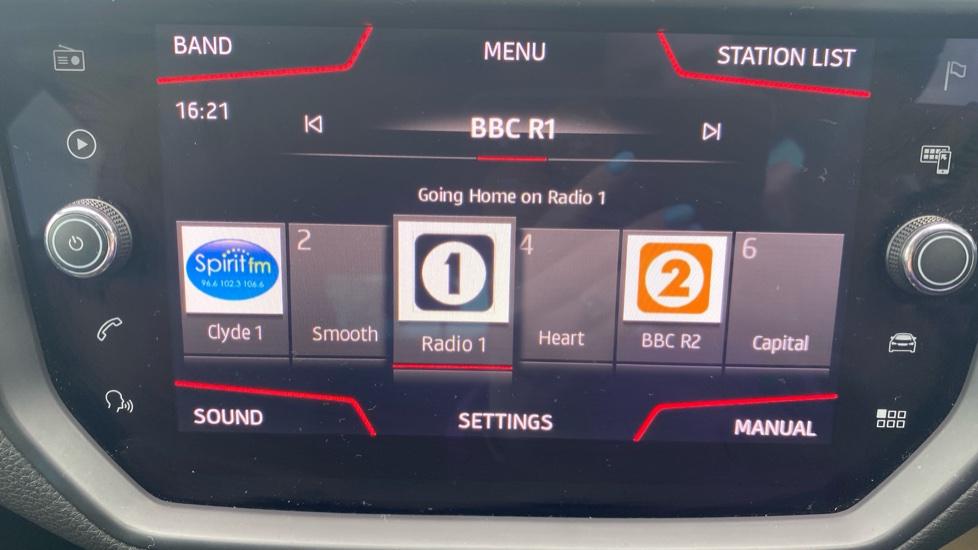 BAND
MENU
STATION LIST
16:21
BBC R1
Going Home on Radio 1
Spirit fm
96.6 102.3 106.6
Clyde 1
2
Smooth
1
Radio 1
4
Heart
2
BBC R2
6
Capital
SOUND
SETTINGS
MANUAL